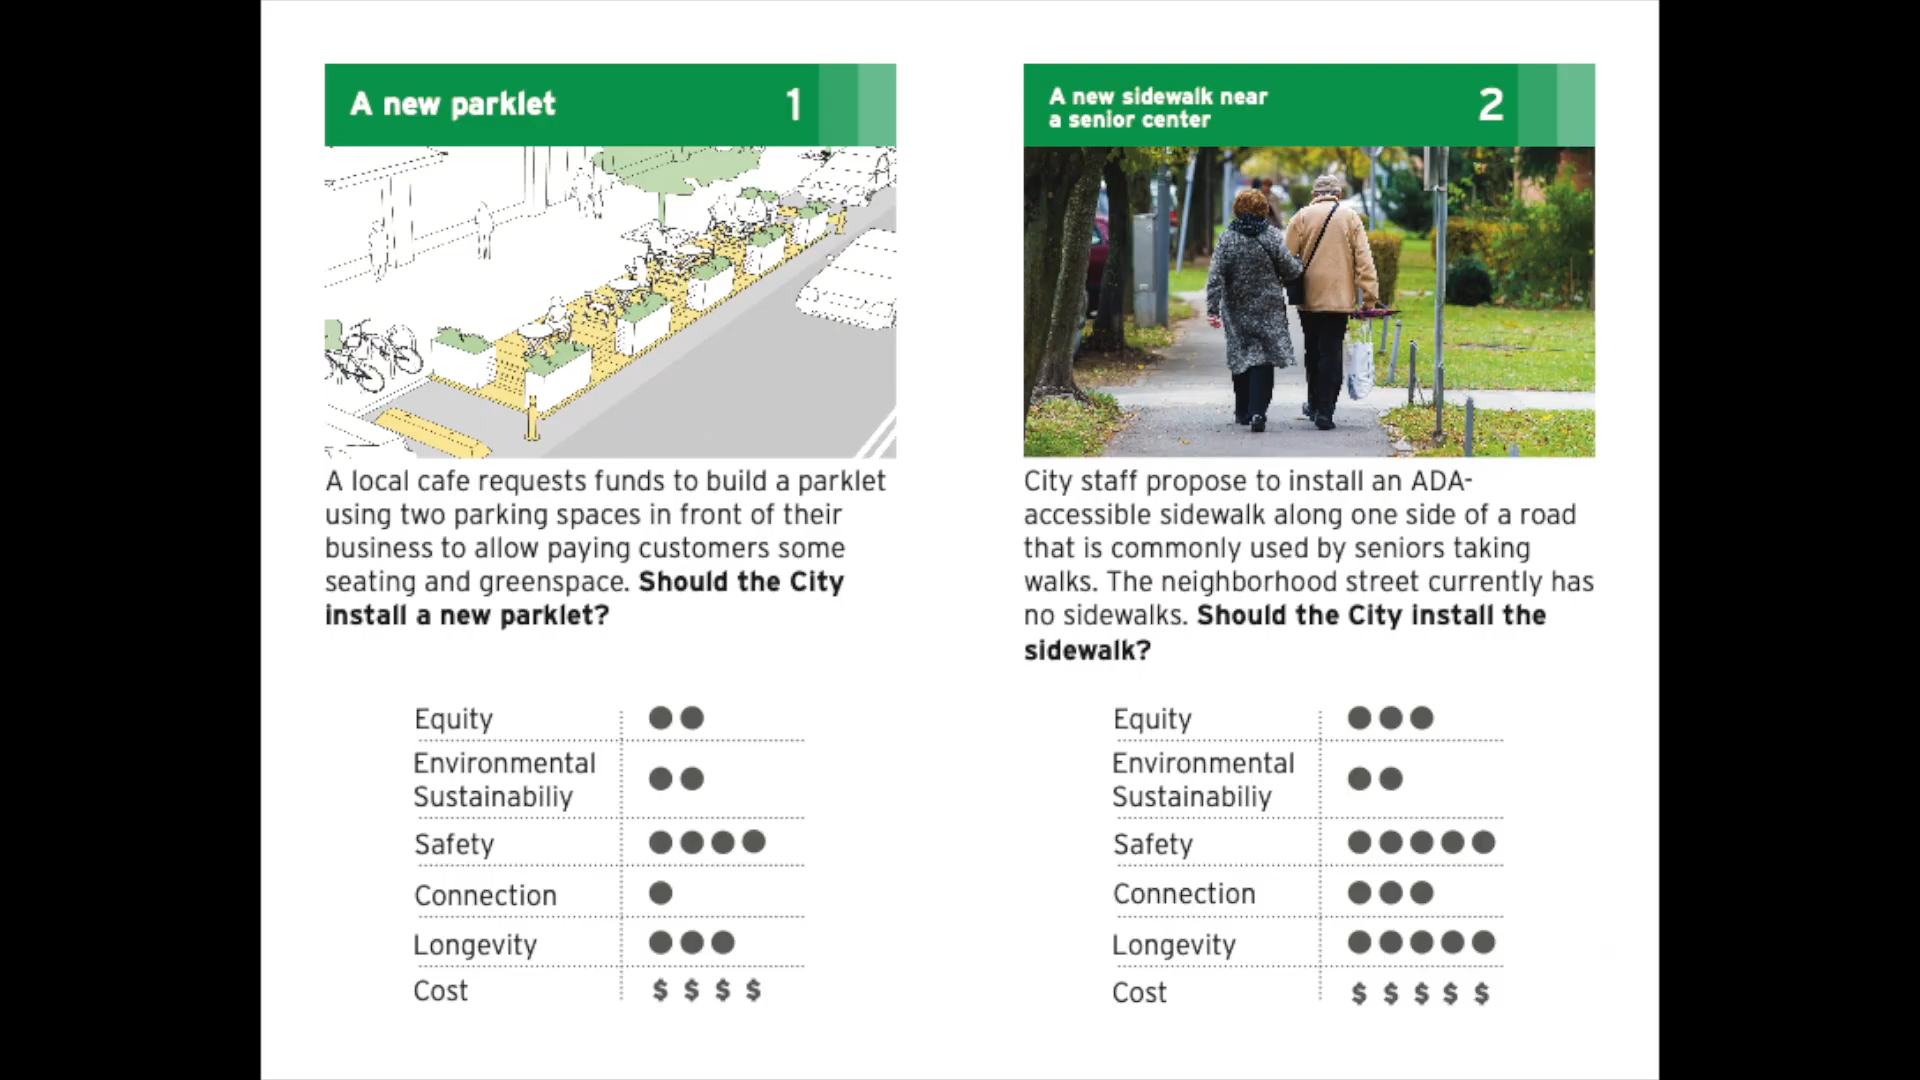 A new parklet 1
A local cafe requests funds to build a parklet
using two parking spaces in front of their
business to allow paying customers some
seating and greenspace. Should the City
install a new parklet?
Equity
Environmental
Sustainabiliy
Safety
Connection
Longevity
Cost $ $ $ $
A new sidewalk near
a senior center
2
City staff propose to install an ADA-
accessible sidewalk along one side of a road
that is commonly used by seniors taking
walks. The neighborhood street currently has
no sidewalks. Should the City install the
sidewalk?
Equity
Environmental
Sustainabiliy
Safety
Connection
Longevity
Cost $ $ $ $ $